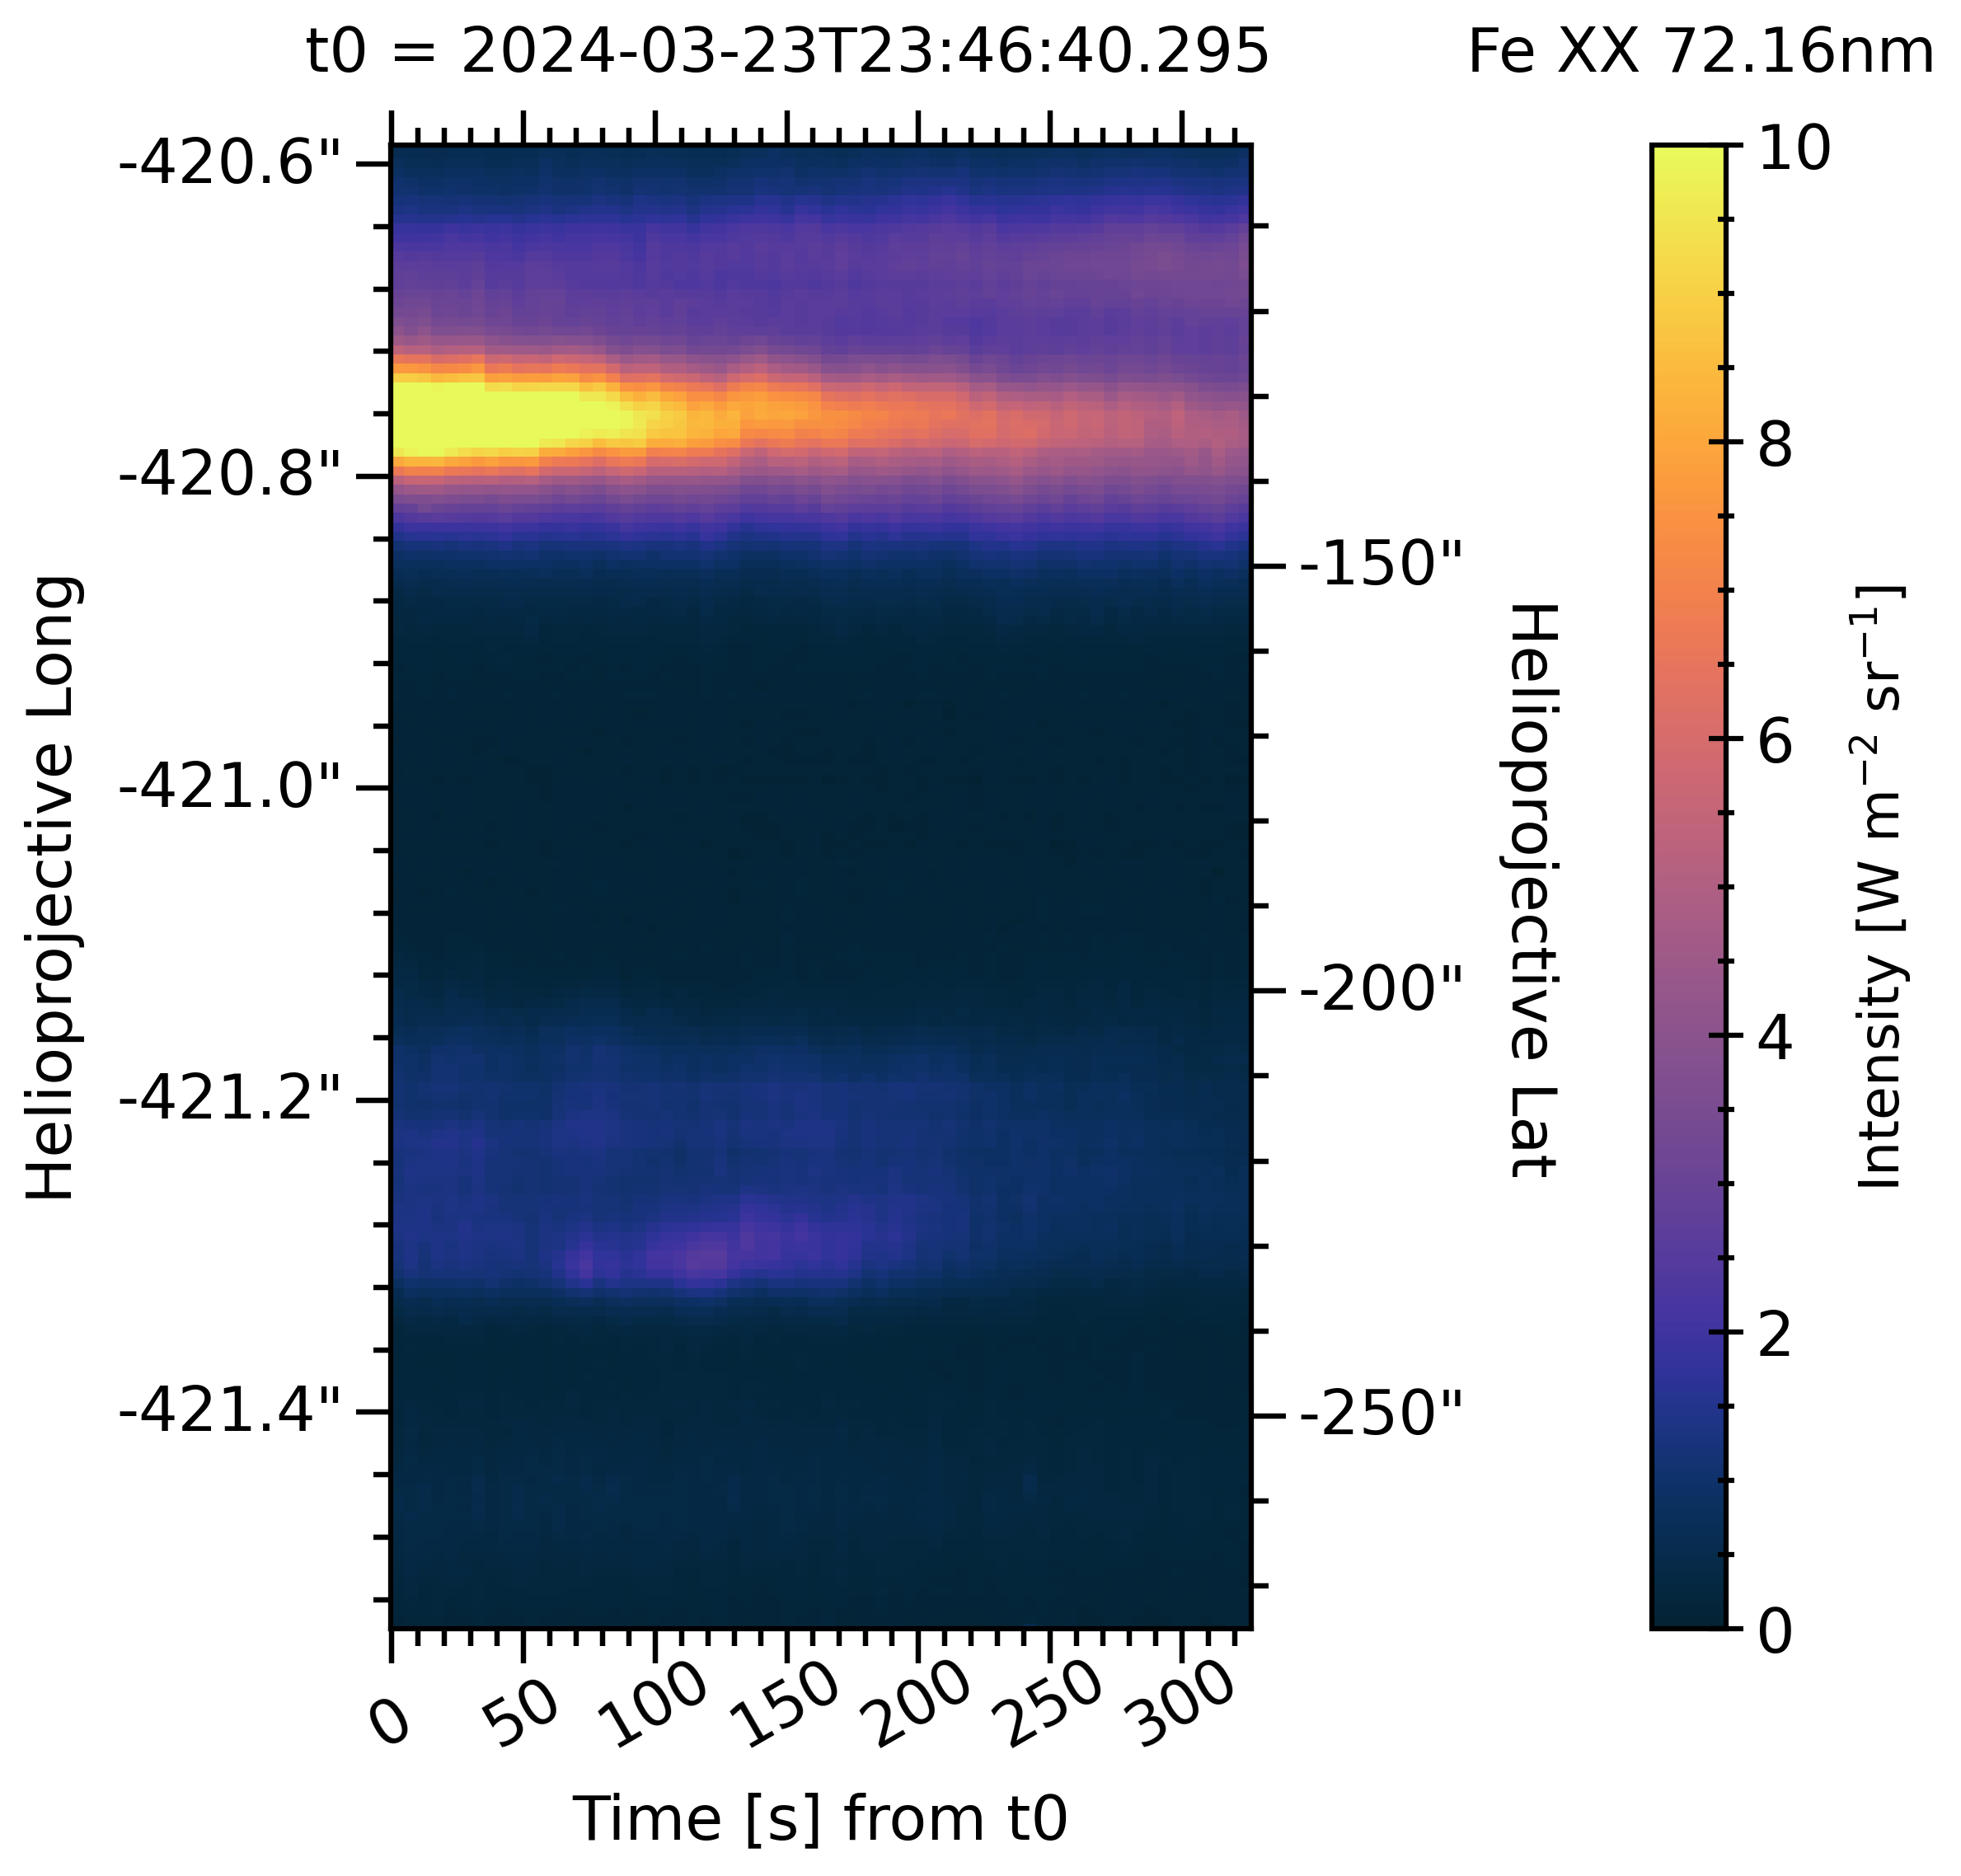 t0 = 2024-03-23T23:46:40.295
Fe XX 72.16nm
-420.6"
-420.8"
-421.0"
-421.2"
-421.4"
Helioprojective Long
-150"
-200"
-250"
Helioprojective Lat
10
8
6
4
2
0
Intensity [W m⁻² sr⁻¹]
0 50 100 150 200 250 300
Time [s] from t0